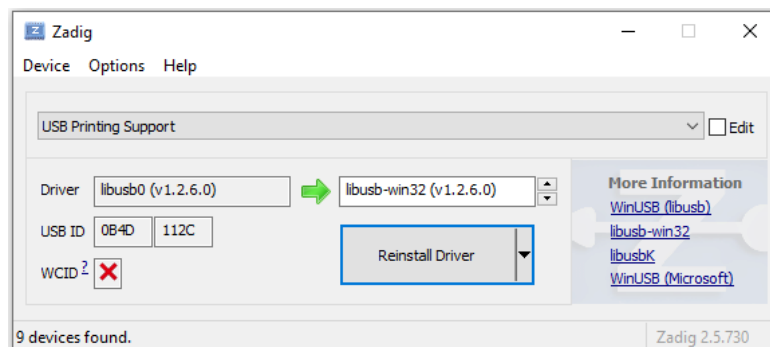 Zadig
Device Options Help
USB Printing Support
Edit
Driver libusb0 (v1.2.6.0) libusb-win32 (v1.2.6.0)
USB ID 0B4D 112C
WCID ?
Reinstall Driver
More Information
WinUSB (libusb)
libusb-win32
libusbK
WinUSB (Microsoft)
9 devices found.
Zadig 2.5.730